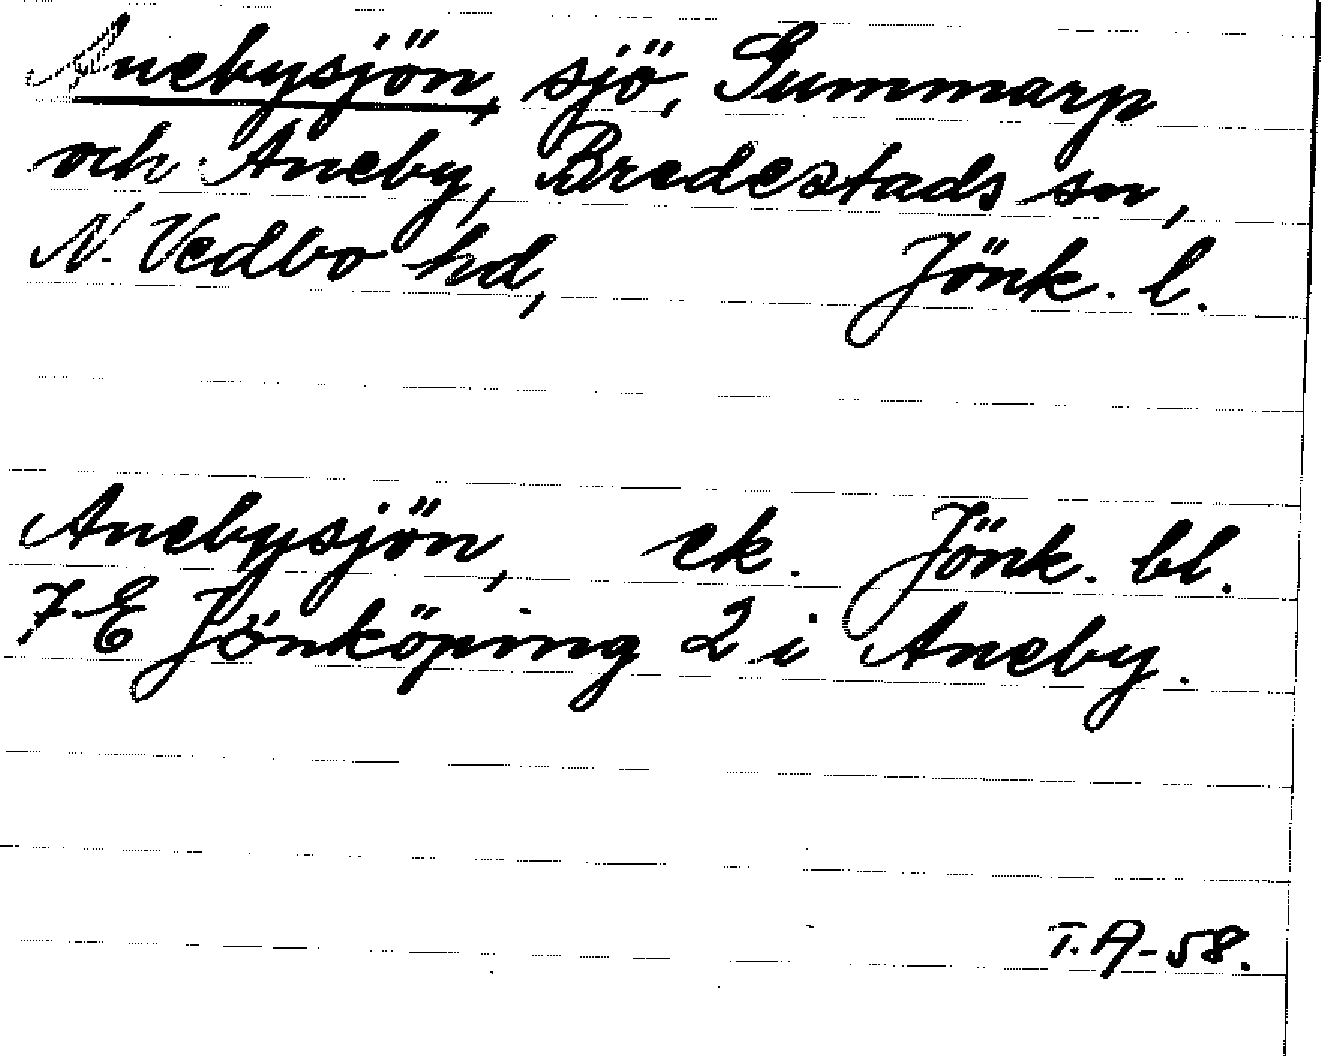 Anebysjön, sjö, Summarp
och Aneby, Bredestads sn,
N. Vedbo hd, Jönk. l.
Anebysjön, ek. Jönk. bl.
7 E Jönköping 2 i Aneby.
T. A-58.